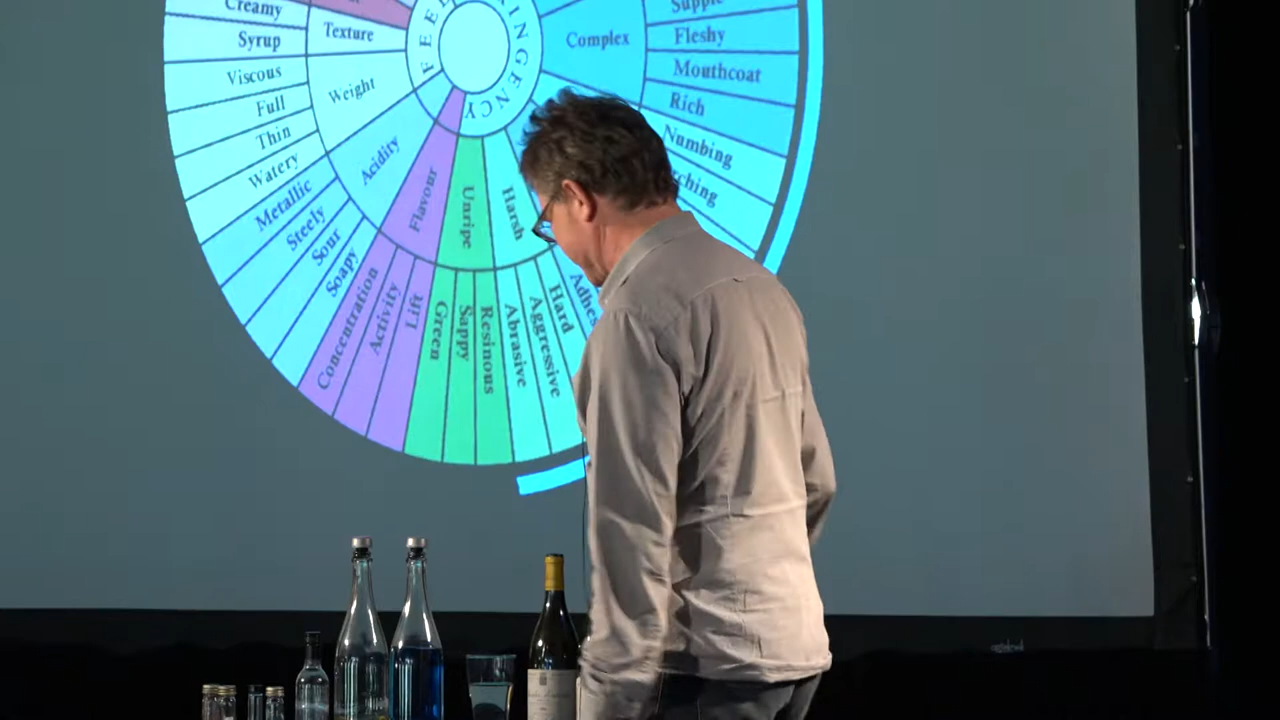 Creamy
Syrup
Viscous
Full
Thin
Watery
Metallic
Steely
Sour
Soapy
Concentration
Activity
Lift
Green
Sappy
Resinous
Abrasive
Aggressive
Hard
Numbing
Rich
Mouthcoat
Fleshy
Supple
Texture
Weight
Acidity
Flavour
Unripe
Harsh
Complex
FEEL